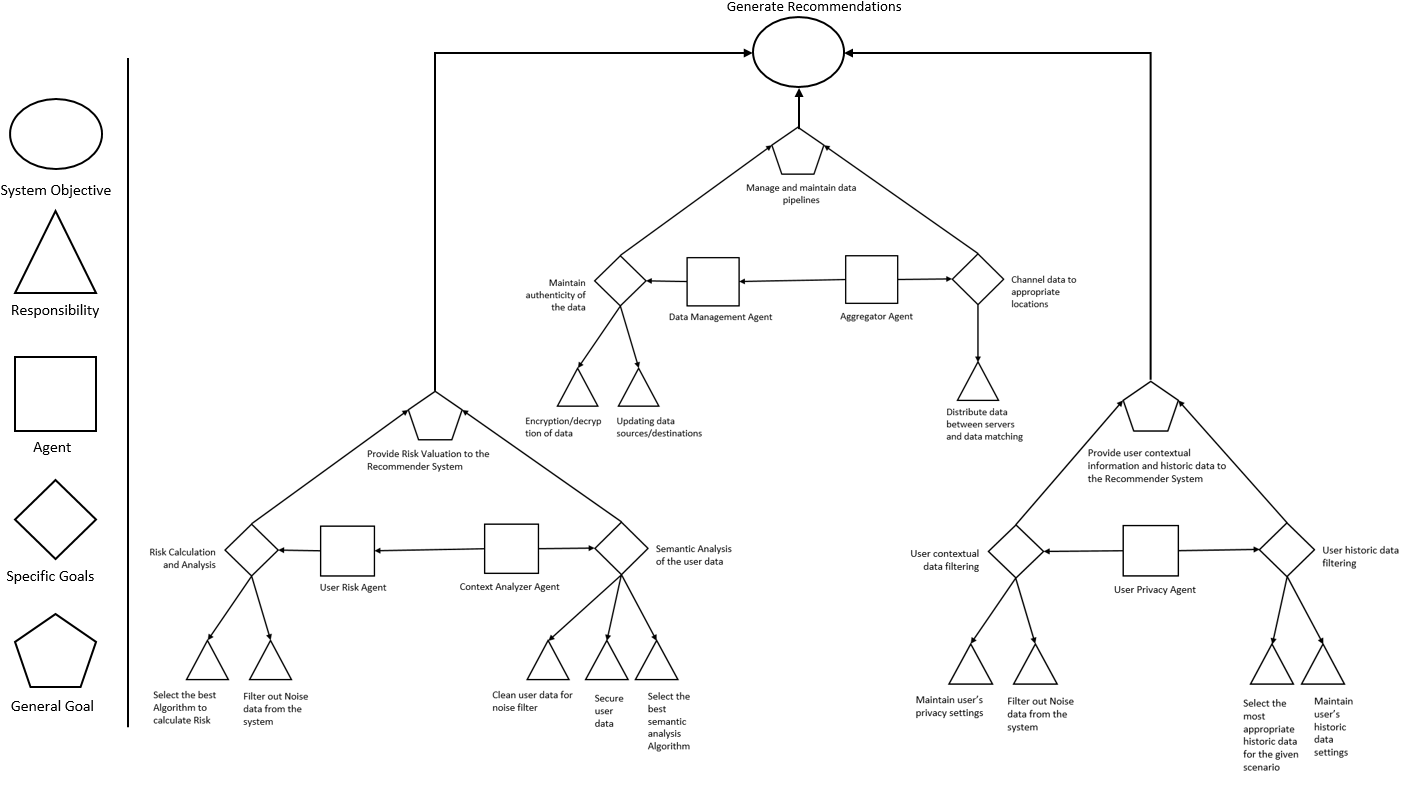 Generate Recommendations
System Objective
Responsibility
Agent
Specific Goals
General Goal
Manage and maintain data
pipelines
Maintain
authenticity of
the data
Data Management Agent
Aggregator Agent
Channel data to
appropriate
locations
Encryption/decryp
tion of data
Updating data
sources/destinations
Distribute data
between servers
and data matching
Provide Risk Valuation to the
Recommender System
Risk Calculation
and Analysis
User Risk Agent
Context Analyzer Agent
Semantic Analysis
of the user data
Select the best
Algorithm to
calculate Risk
Filter out Noise
data from the
system
Clean user data for
noise filter
Secure
user
data
Select the
best
semantic
analysis
Algorithm
Provide user contextual
information and historic data to
the Recommender System
User contextual
data filtering
User Privacy Agent
User historic data
filtering
Maintain user's
privacy settings
Filter out Noise
data from the
system
Select the
most
appropriate
historic data
for the given
scenario
Maintain
user's
historic
data
settings